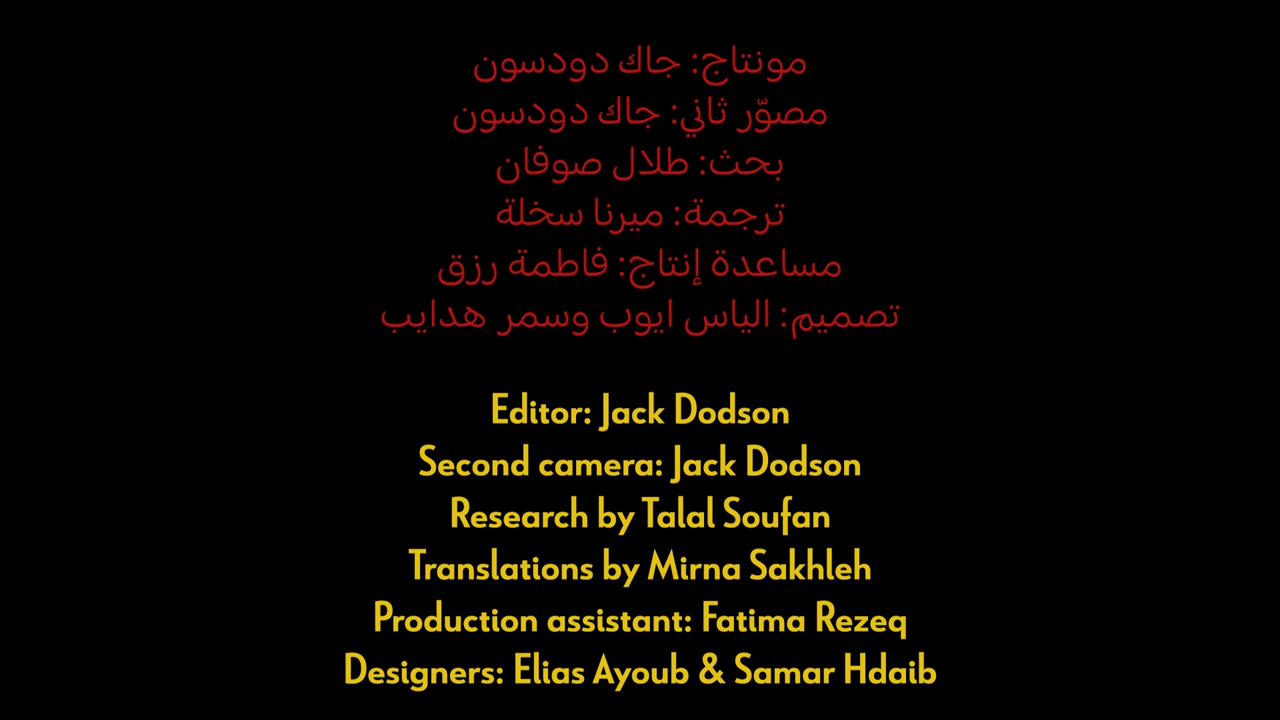 مونتاج: جاك دودسون
مصوّر ثاني: جاك دودسون
بحث: طلال صوفان
ترجمة: ميرنا سخلة
مساعدة إنتاج: فاطمة رزق
تصميم: الياس ايوب وسمر هدايب
Editor: Jack Dodson
Second camera: Jack Dodson
Research by Talal Soufan
Translations by Mirna Sakhleh
Production assistant: Fatima Rezeq
Designers: Elias Ayoub & Samar Hdaib